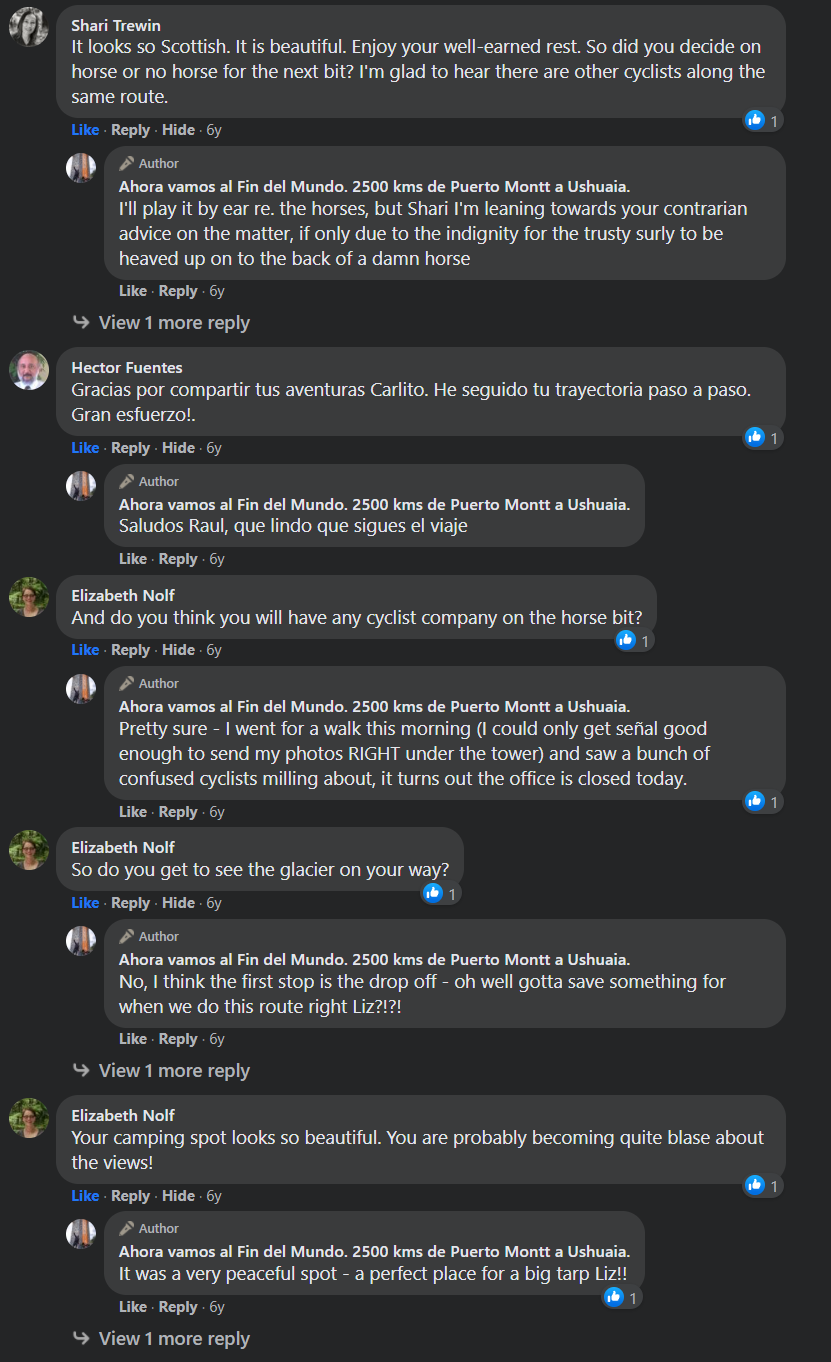 Shari Trewin
It looks so Scottish. It is beautiful. Enjoy your well-earned rest. So did you decide on
horse or no horse for the next bit? I'm glad to hear there are other cyclists along the
same route.
1
Like · Reply · Hide · 6y
Author
Ahora vamos al Fin del Mundo. 2500 kms de Puerto Montt a Ushuaia.
I'll play it by ear re. the horses, but Shari I'm leaning towards your contrarian
advice on the matter, if only due to the indignity for the trusty surly to be
heaved up on to the back of a damn horse
Like · Reply · 6y
View 1 more reply
Hector Fuentes
Gracias por compartir tus aventuras Carlito. He seguido tu trayectoria paso a paso.
Gran esfuerzo!.
1
Like · Reply · Hide · 6y
Author
Ahora vamos al Fin del Mundo. 2500 kms de Puerto Montt a Ushuaia.
Saludos Raul, que lindo que sigues el viaje
Like · Reply · 6y
Elizabeth Nolf
And do you think you will have any cyclist company on the horse bit?
1
Like · Reply · Hide · 6y
Author
Ahora vamos al Fin del Mundo. 2500 kms de Puerto Montt a Ushuaia.
Pretty sure - I went for a walk this morning (I could only get señal good
enough to send my photos RIGHT under the tower) and saw a bunch of
confused cyclists milling about, it turns out the office is closed today.
1
Like · Reply · 6y
Elizabeth Nolf
So do you get to see the glacier on your way?
1
Like · Reply · Hide · 6y
Author
Ahora vamos al Fin del Mundo. 2500 kms de Puerto Montt a Ushuaia.
No, I think the first stop is the drop off - oh well gotta save something for
when we do this route right Liz?!?!
Like · Reply · 6y
View 1 more reply
Elizabeth Nolf
Your camping spot looks so beautiful. You are probably becoming quite blase about
the views!
1
Like · Reply · Hide · 6y
Author
Ahora vamos al Fin del Mundo. 2500 kms de Puerto Montt a Ushuaia.
It was a very peaceful spot - a perfect place for a big tarp Liz!!
1
Like · Reply · 6y
View 1 more reply